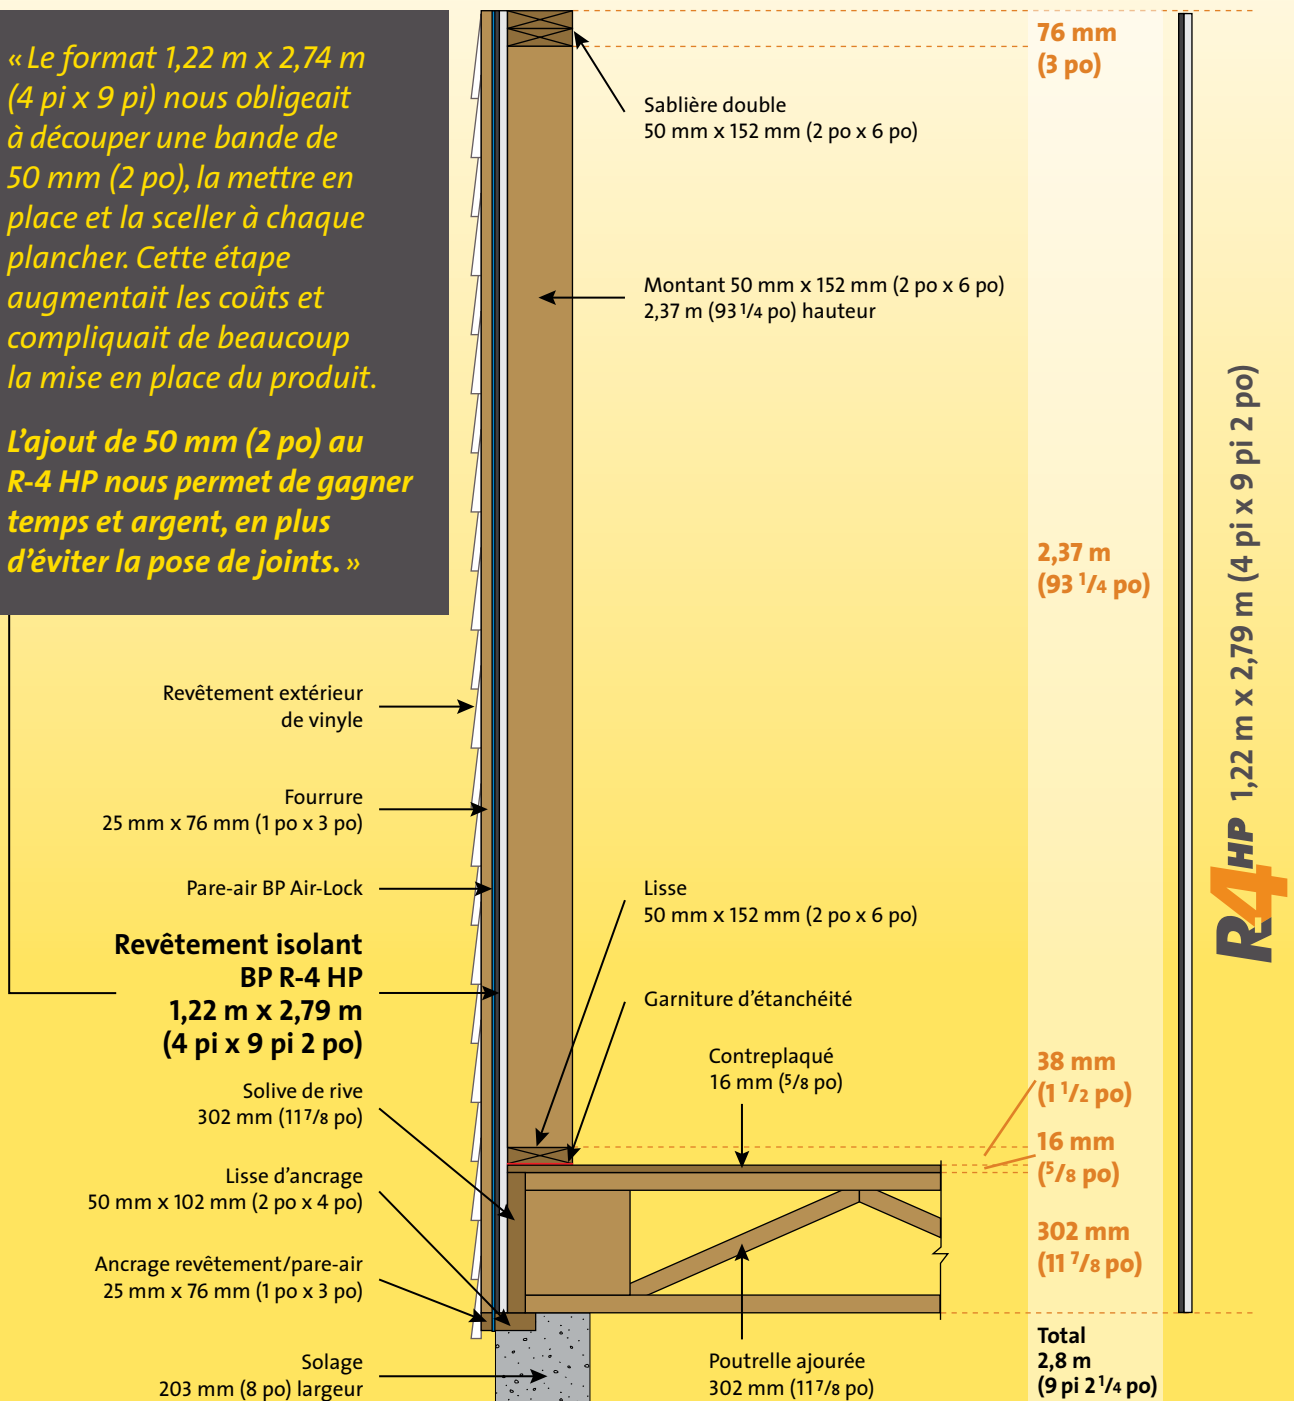 « Le format 1,22 m x 2,74 m
(4 pi x 9 pi) nous obligeait
à découper une bande de
50 mm (2 po), la mettre en
place et la sceller à chaque
plancher. Cette étape
augmentait les coûts et
compliquait de beaucoup
la mise en place du produit.
L’ajout de 50 mm (2 po) au
R-4 HP nous permet de gagner
temps et argent, en plus
d’éviter la pose de joints. »
Revêtement extérieur
de vinyle
Fourrure
25 mm x 76 mm (1 po x 3 po)
Pare-air BP Air-Lock
Revêtement isolant
BP R-4 HP
1,22 m x 2,79 m
(4 pi x 9 pi 2 po)
Solive de rive
302 mm (11 7/8 po)
Lisse d’ancrage
50 mm x 102 mm (2 po x 4 po)
Ancrage revêtement/pare-air
25 mm x 76 mm (1 po x 3 po)
Solage
203 mm (8 po) largeur
Sablière double
50 mm x 152 mm (2 po x 6 po)
Montant 50 mm x 152 mm (2 po x 6 po)
2,37 m (93 1/4 po) hauteur
Lisse
50 mm x 152 mm (2 po x 6 po)
Garniture d’étanchéité
Contreplaqué
16 mm (5/8 po)
Poutrelle ajourée
302 mm (11 7/8 po)
76 mm
(3 po)
2,37 m
(93 1/4 po)
38 mm
(1 1/2 po)
16 mm
(5/8 po)
302 mm
(11 7/8 po)
Total
2,8 m
(9 pi 2 1/4 po)
R-4 HP 1,22 m x 2,79 m (4 pi x 9 pi 2 po)